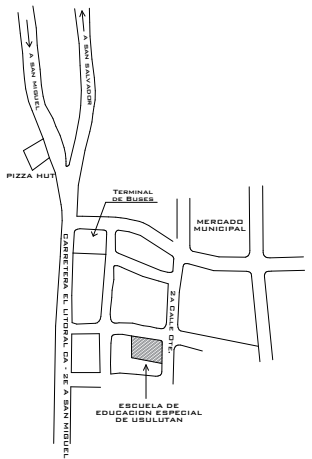 A SAN MIGUEL
A SAN SALVADOR
PIZZA HUT
TERMINAL
DE BUSES
MERCADO
MUNICIPAL
CARRETERA EL LITORAL CA - 2E A SAN MIGUEL
2A CALLE OTE.
ESCUELA DE
EDUCACION ESPECIAL
DE USULUTAN